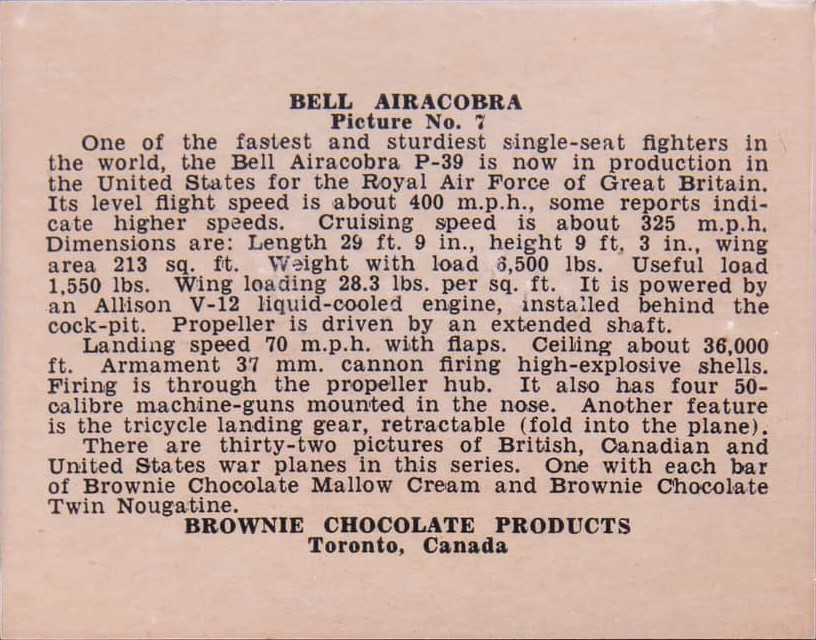 BELL AIRACOBRA
Picture No. 7
One of the fastest and sturdiest single-seat fighters in
the world, the Bell Airacobra P-39 is now in production in
the United States for the Royal Air Force of Great Britain.
Its level flight speed is about 400 m.p.h., some reports indi-
cate higher speeds. Cruising speed is about 325 m.p.h.
Dimensions are: Length 29 ft. 9 in., height 9 ft. 3 in., wing
area 213 sq. ft. Weight with load 6,500 lbs. Useful load
1,550 lbs. Wing loading 28.3 lbs. per sq. ft. It is powered by
an Allison V-12 liquid-cooled engine, installed behind the
cock-pit. Propeller is driven by an extended shaft.
Landing speed 70 m.p.h. with flaps. Ceiling about 36,000
ft. Armament 37 mm. cannon firing high-explosive shells.
Firing is through the propeller hub. It also has four 50-
calibre machine-guns mounted in the nose. Another feature
is the tricycle landing gear, retractable (fold into the plane).
There are thirty-two pictures of British, Canadian and
United States war planes in this series. One with each bar
of Brownie Chocolate Mallow Cream and Brownie Chocolate
Twin Nougatine.
BROWNIE CHOCOLATE PRODUCTS
Toronto, Canada